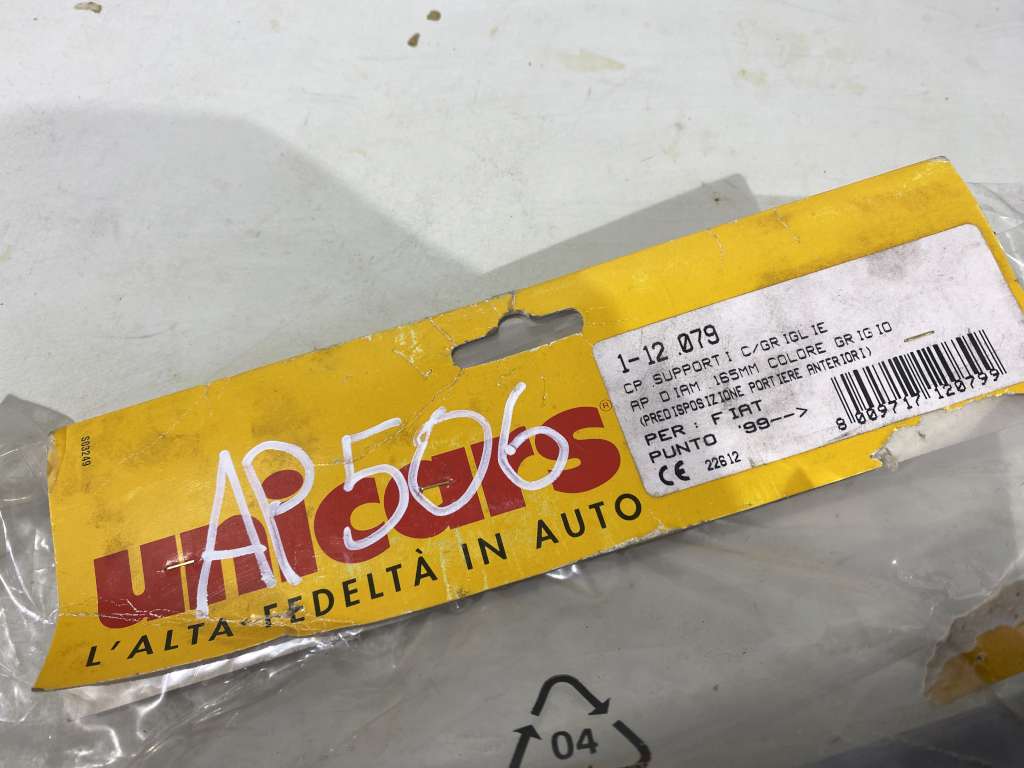 S03249
unicars®
L'ALTA-FEDELTÀ IN AUTO
AP 506
1-12.079
CP SUPPORTI C/GRIGLIE
AP DIAM 165MM COLORE GRIGIO
(PREDISPOSIZIONE PORTIERE ANTERIORI)
PER: FIAT
PUNTO '99-->
CE 22612
8 009717 120799
04